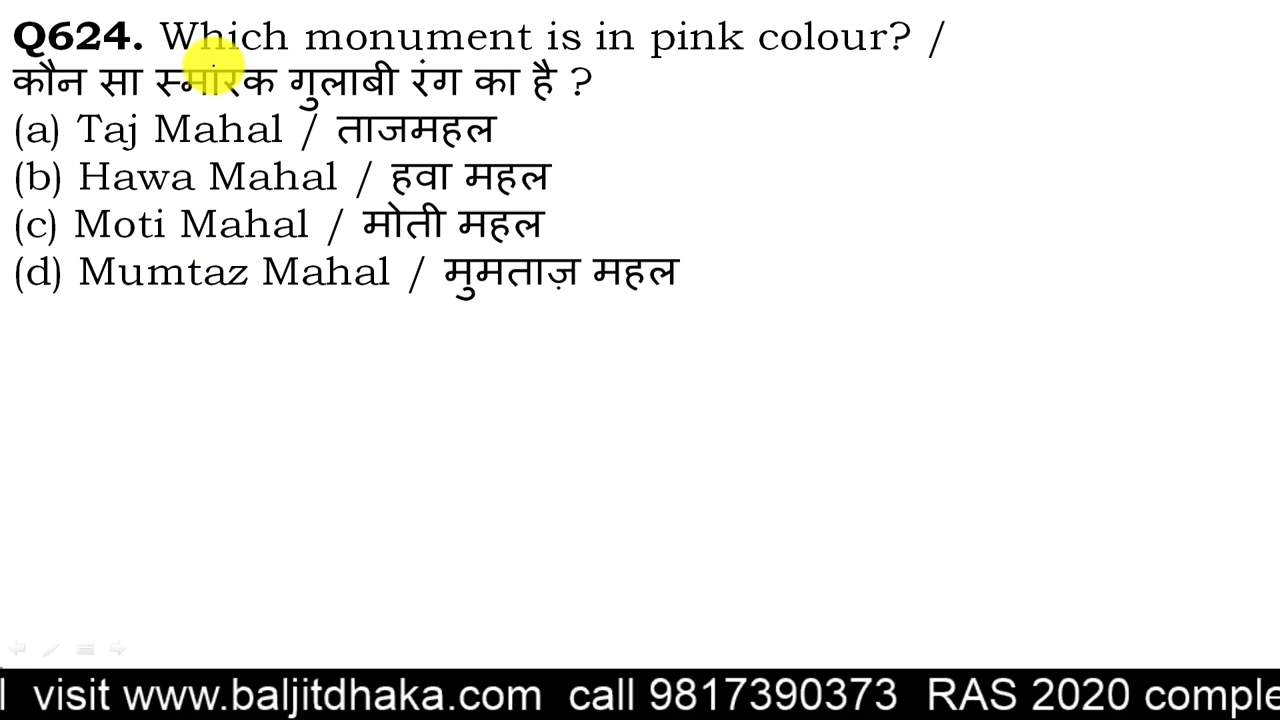 Q624. Which monument is in pink colour? /
कौन सा स्मारक गुलाबी रंग का है ?
(a) Taj Mahal / ताजमहल
(b) Hawa Mahal / हवा महल
(c) Moti Mahal / मोती महल
(d) Mumtaz Mahal / मुमताज़ महल
visit www.baljitdhaka.com call 9817390373 RAS 2020